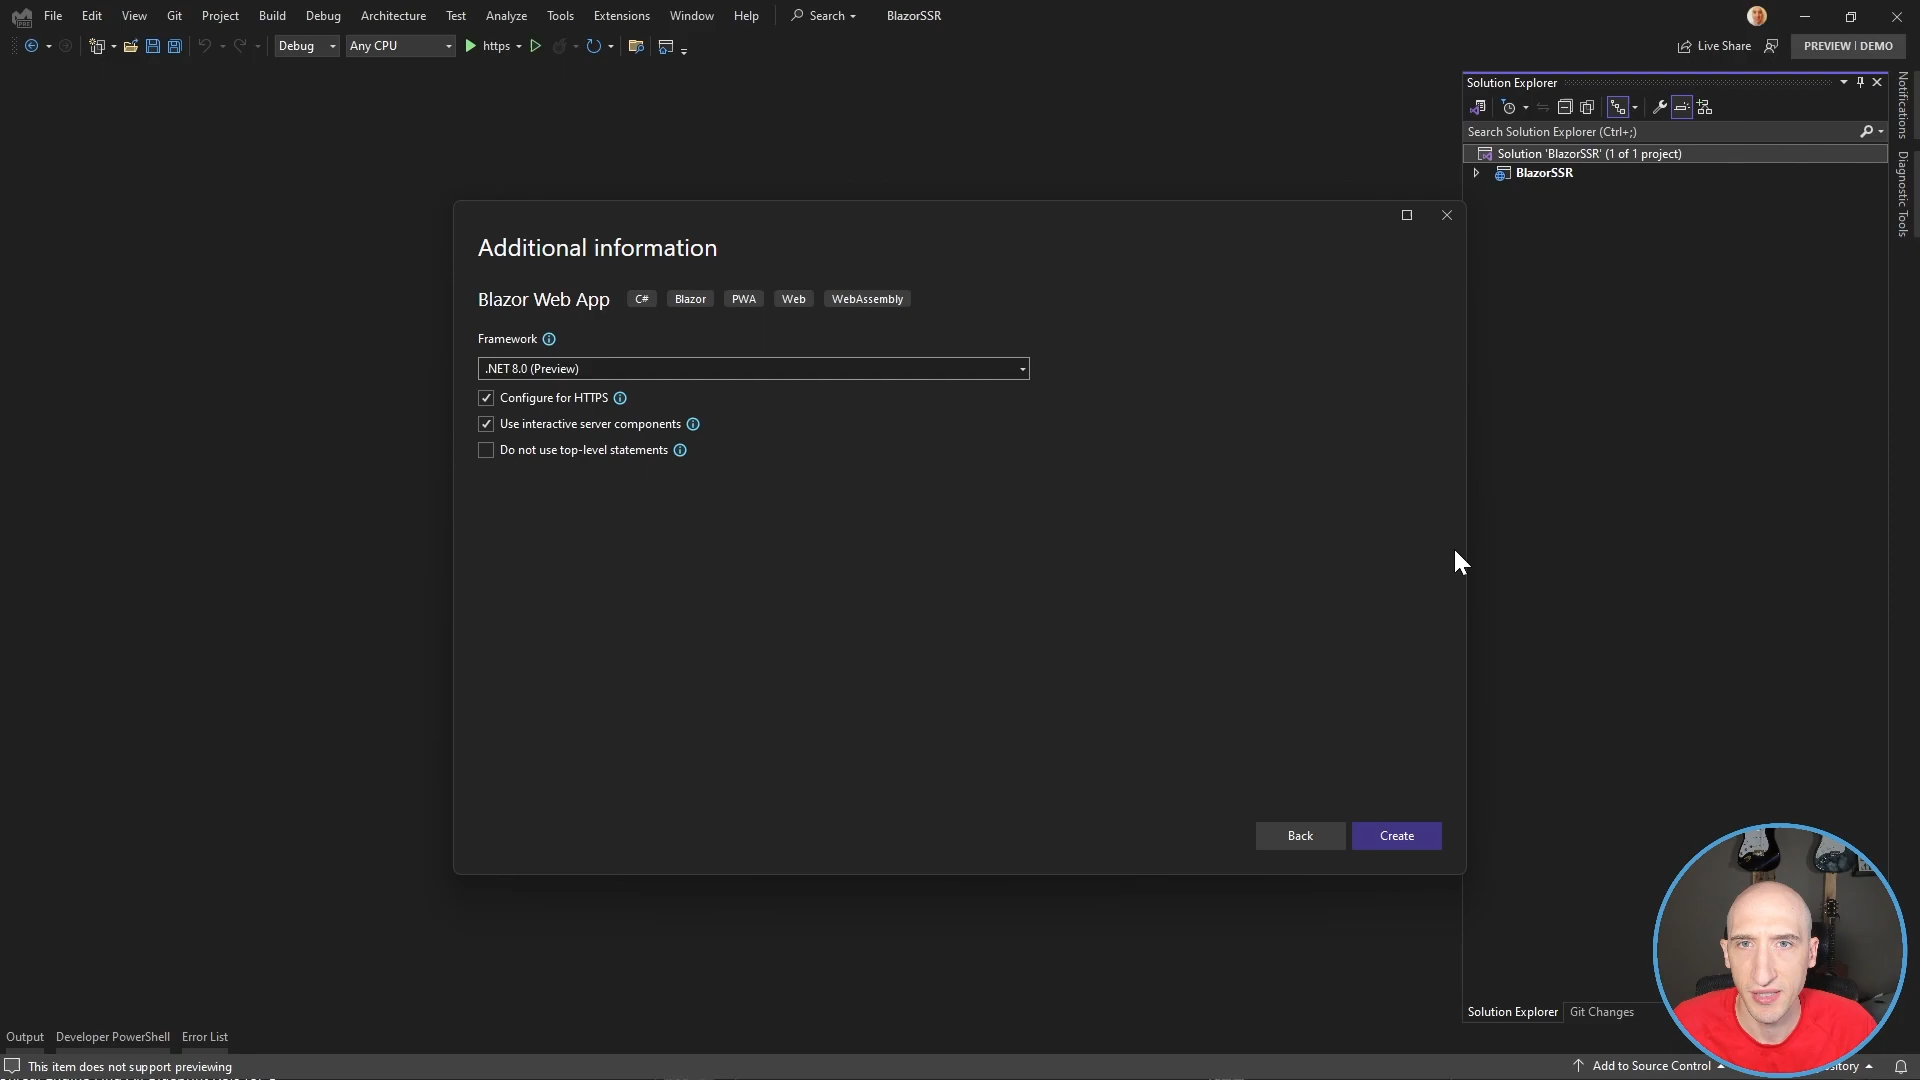 File Edit View Git Project Build Debug Architecture Test Analyze Tools Extensions Window Help Search BlazorSSR
Debug Any CPU https Live Share PREVIEW | DEMO
Solution Explorer
Search Solution Explorer (Ctrl+;)
Solution 'BlazorSSR' (1 of 1 project)
BlazorSSR
Notifications
Diagnostic Tools
Additional information
Blazor Web App C# Blazor PWA Web WebAssembly
Framework
.NET 8.0 (Preview)
Configure for HTTPS
Use interactive server components
Do not use top-level statements
Back Create
Solution Explorer Git Changes
Output Developer PowerShell Error List
This item does not support previewing Add to Source Control